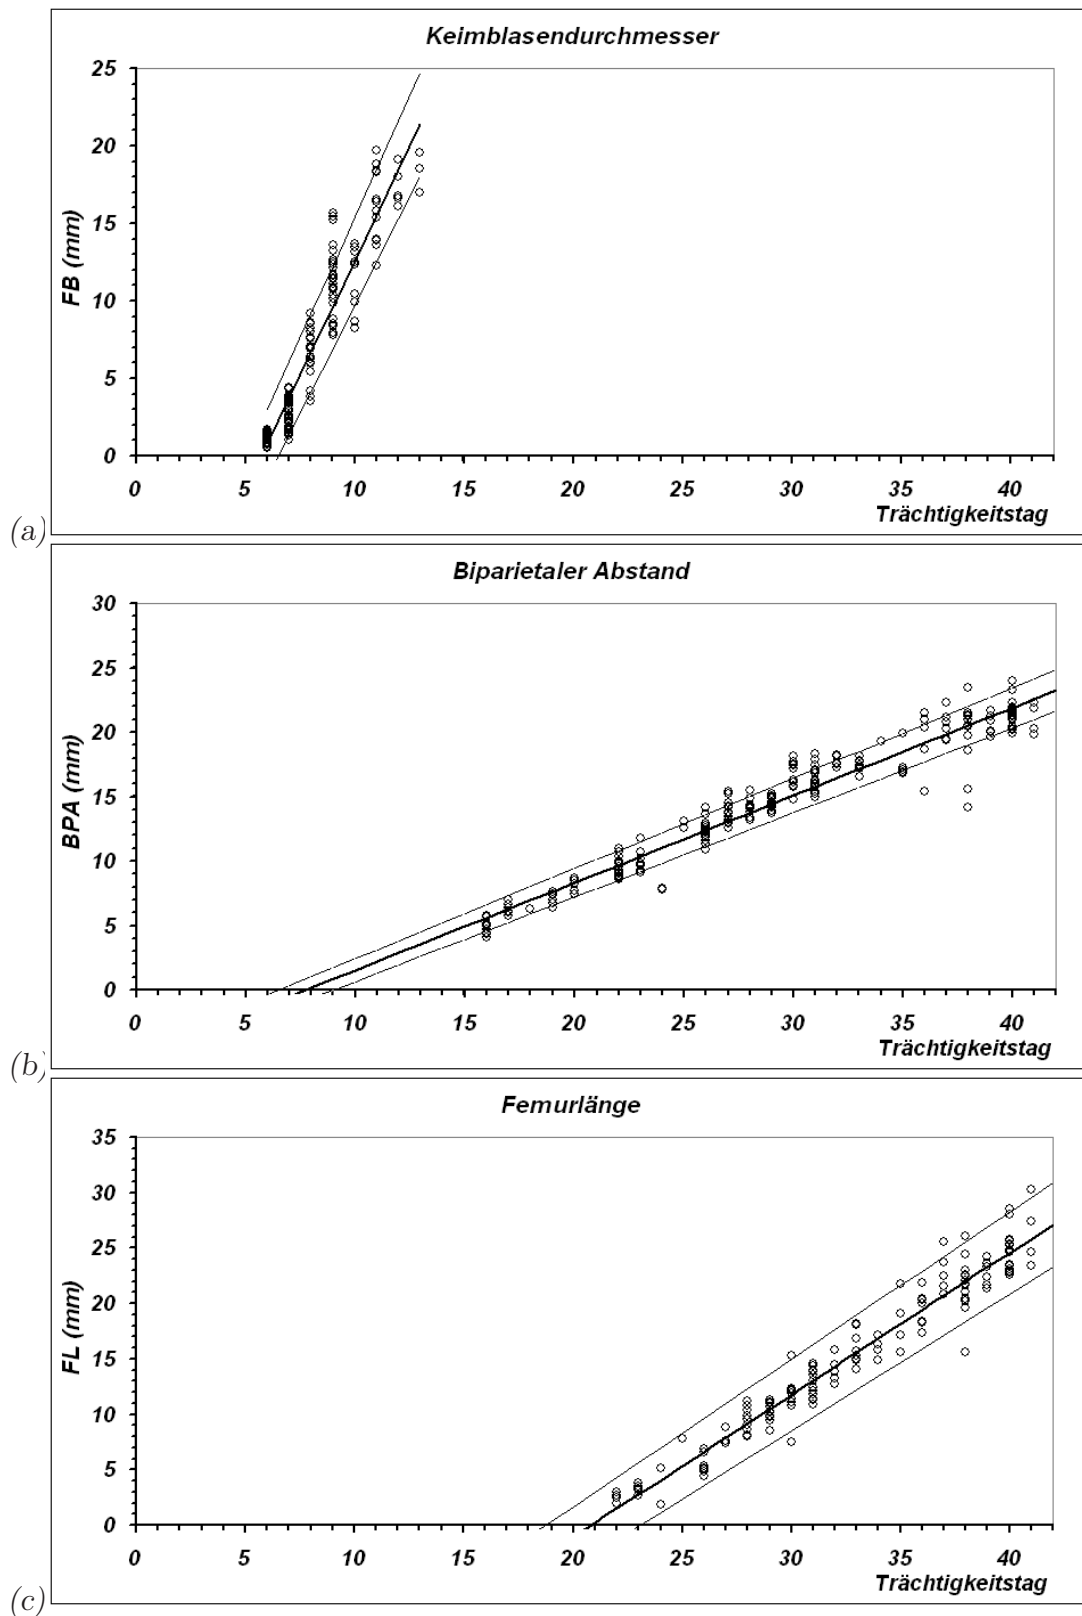 Keimblasendurchmesser
25
20
15
10
5
0
FB (mm)
0 5 10 15 20 25 30 35 40
Trächtigkeitstag
(a)
Biparietaler Abstand
30
25
20
15
10
5
0
BPA (mm)
0 5 10 15 20 25 30 35 40
Trächtigkeitstag
(b)
Femurlänge
35
30
25
20
15
10
5
0
FL (mm)
0 5 10 15 20 25 30 35 40
Trächtigkeitstag
(c)